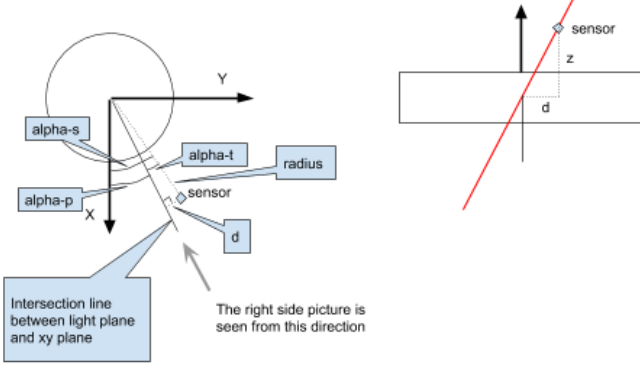 Y
alpha-s
alpha-t
radius
alpha-p
X
sensor
d
Intersection line
between light plane
and xy plane
The right side picture is
seen from this direction
sensor
z
d